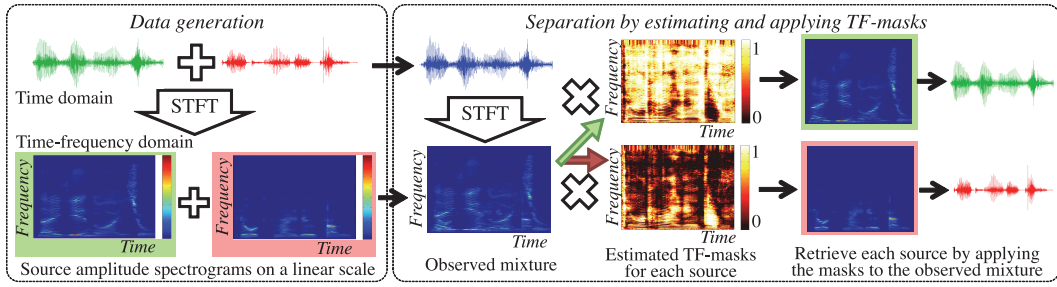 Data generation
Time domain
STFT
Time-frequency domain
Frequency
Time
Frequency
Time
Source amplitude spectrograms on a linear scale
Separation by estimating and applying TF-masks
STFT
Frequency
Time
Observed mixture
Frequency
Time
1
0
Frequency
Time
1
0
Estimated TF-masks
for each source
Retrieve each source by applying
the masks to the observed mixture